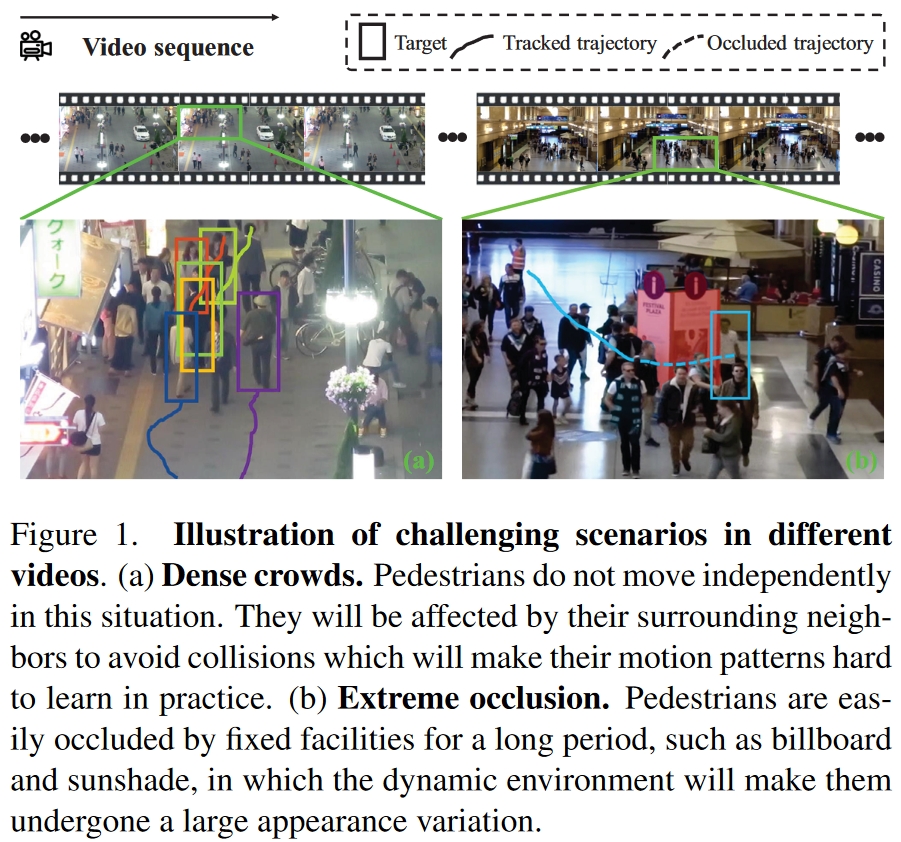 Video sequence
Target
Tracked trajectory
Occluded trajectory
クォーク
FESTIVAL
PLAZA
CASINO
(a)
(b)
Figure 1. Illustration of challenging scenarios in different
videos. (a) Dense crowds. Pedestrians do not move independently
in this situation. They will be affected by their surrounding neigh-
bors to avoid collisions which will make their motion patterns hard
to learn in practice. (b) Extreme occlusion. Pedestrians are eas-
ily occluded by fixed facilities for a long period, such as billboard
and sunshade, in which the dynamic environment will make them
undergone a large appearance variation.